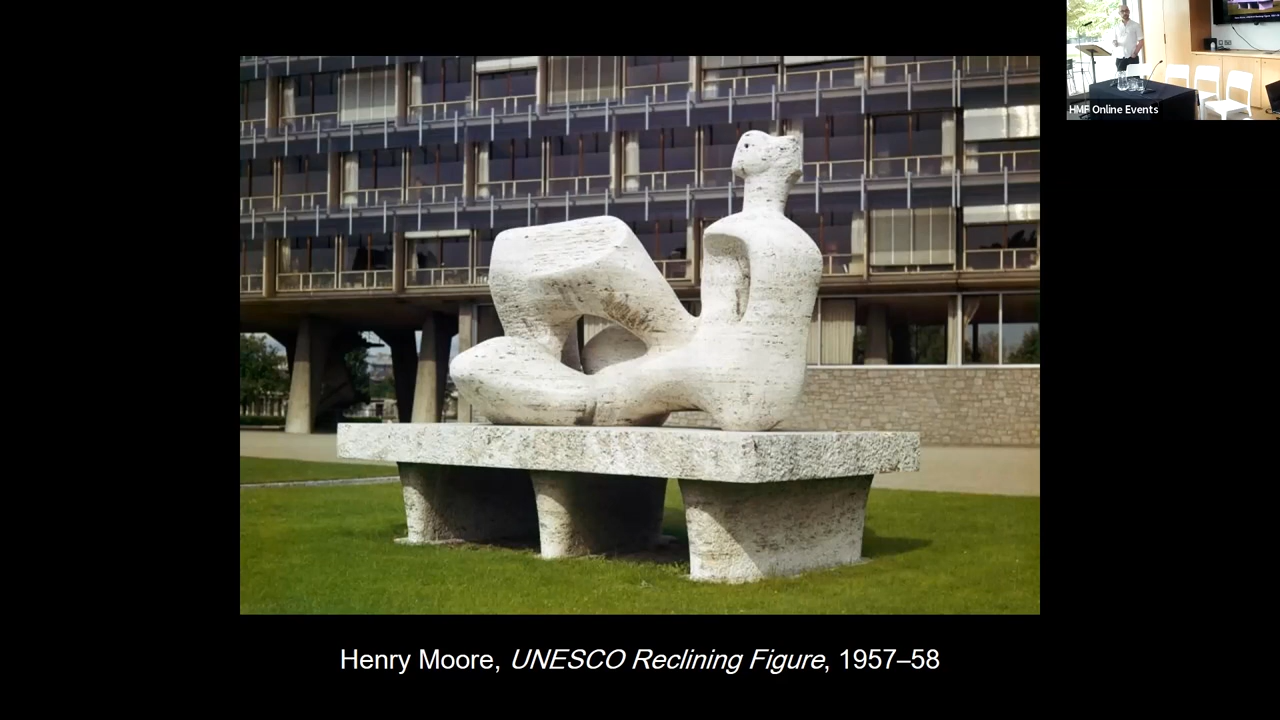 HMF Online Events
Henry Moore, UNESCO Reclining Figure, 1957–58